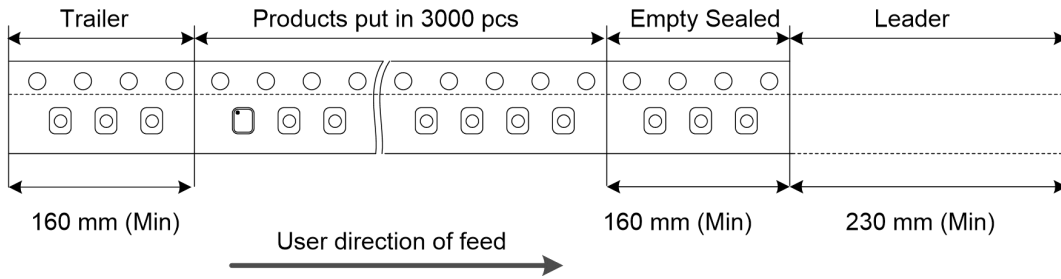 Trailer
Products put in 3000 pcs
Empty Sealed
Leader
160 mm (Min)
160 mm (Min)
230 mm (Min)
User direction of feed